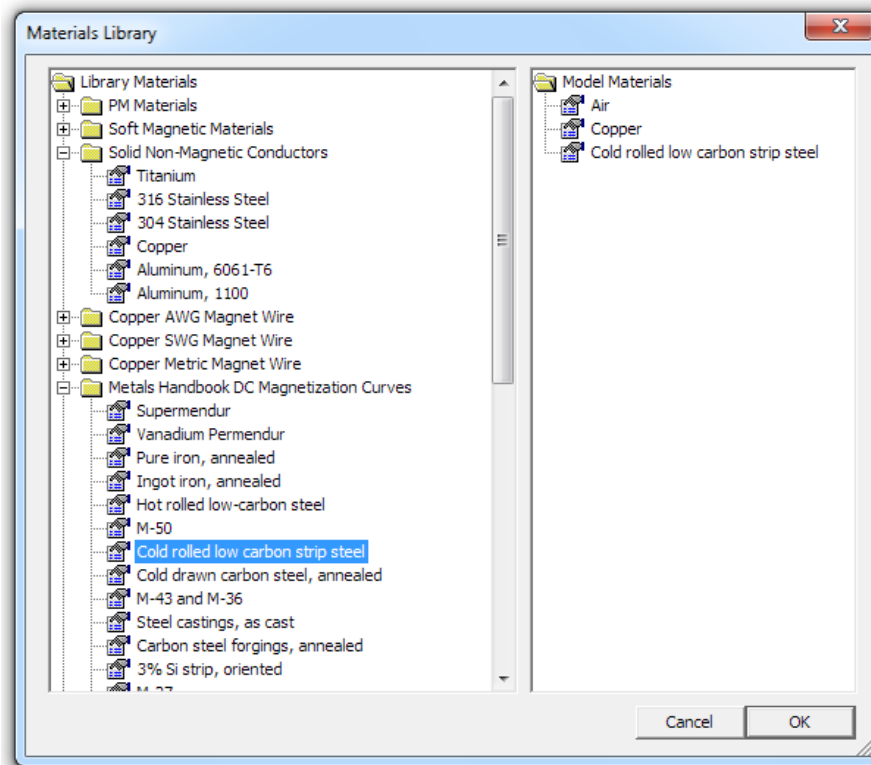 Materials Library
Library Materials
PM Materials
Soft Magnetic Materials
Solid Non-Magnetic Conductors
Titanium
316 Stainless Steel
304 Stainless Steel
Copper
Aluminum, 6061-T6
Aluminum, 1100
Copper AWG Magnet Wire
Copper SWG Magnet Wire
Copper Metric Magnet Wire
Metals Handbook DC Magnetization Curves
Supermendur
Vanadium Permendur
Pure iron, annealed
Ingot iron, annealed
Hot rolled low-carbon steel
M-50
Cold rolled low carbon strip steel
Cold drawn carbon steel, annealed
M-43 and M-36
Steel castings, as cast
Carbon steel forgings, annealed
3% Si strip, oriented
Model Materials
Air
Copper
Cold rolled low carbon strip steel
Cancel
OK